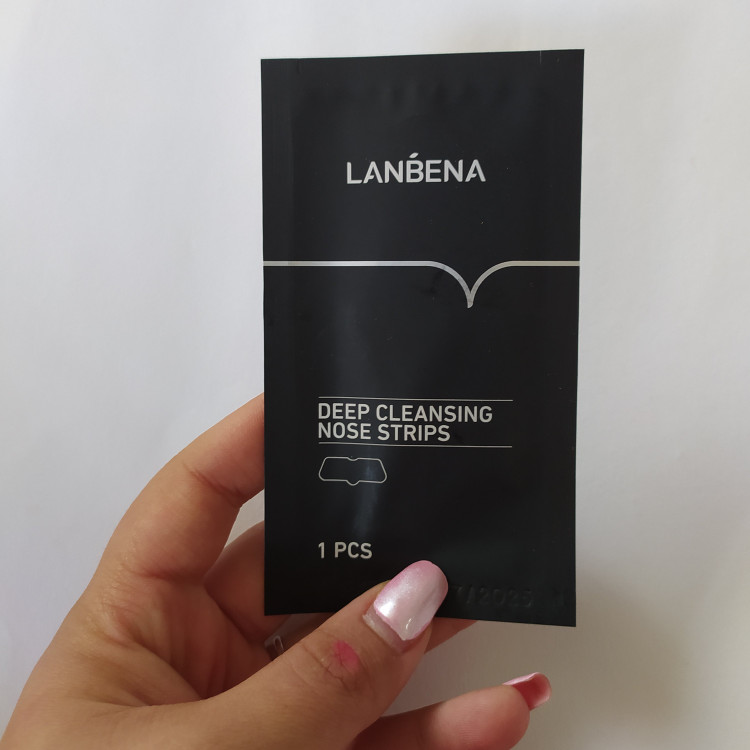 LANBENA
DEEP CLEANSING
NOSE STRIPS
1 PCS